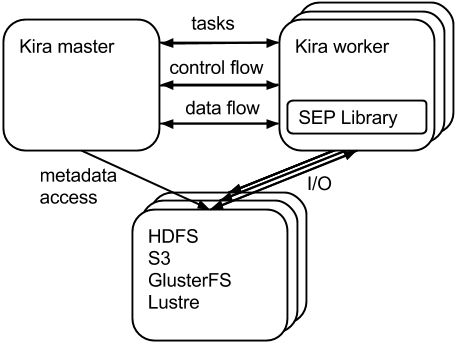 Kira master
tasks
control flow
data flow
Kira worker
SEP Library
metadata
access
I/O
HDFS
S3
GlusterFS
Lustre